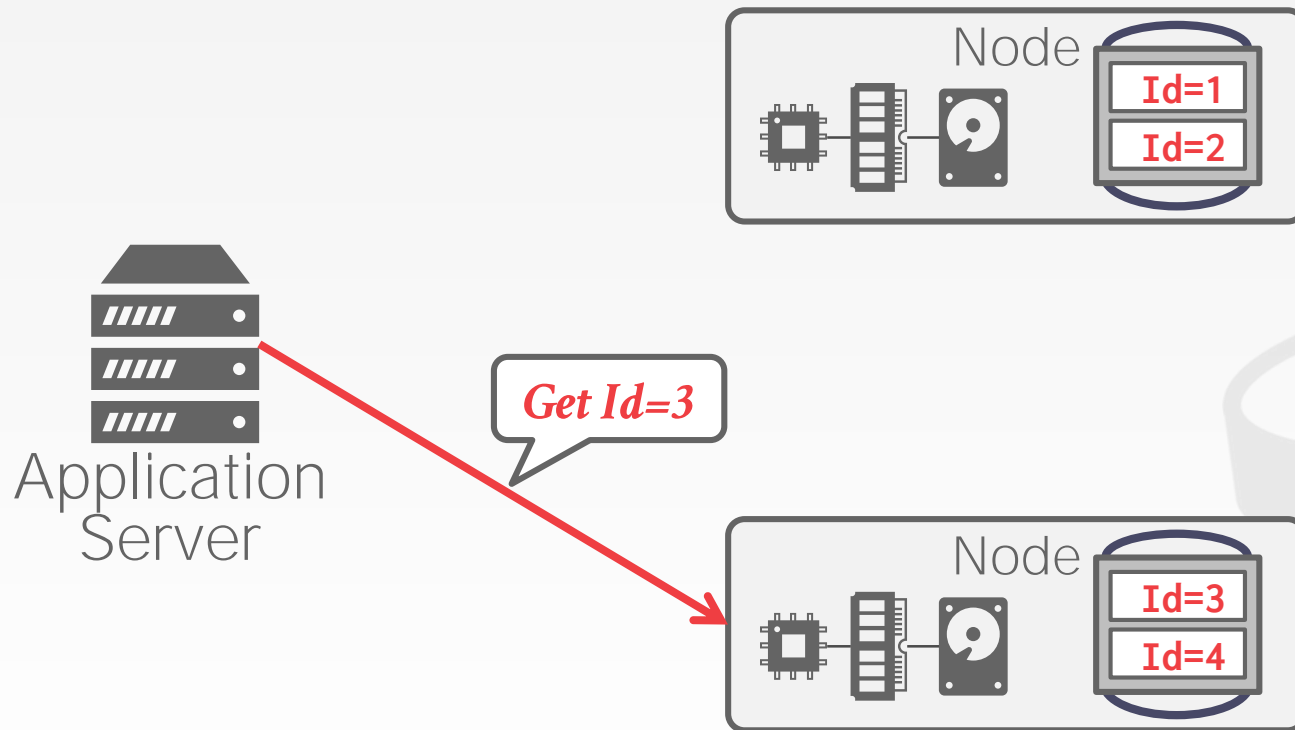 Node
Id=1
Id=2
Get Id=3
Application
Server
Node
Id=3
Id=4